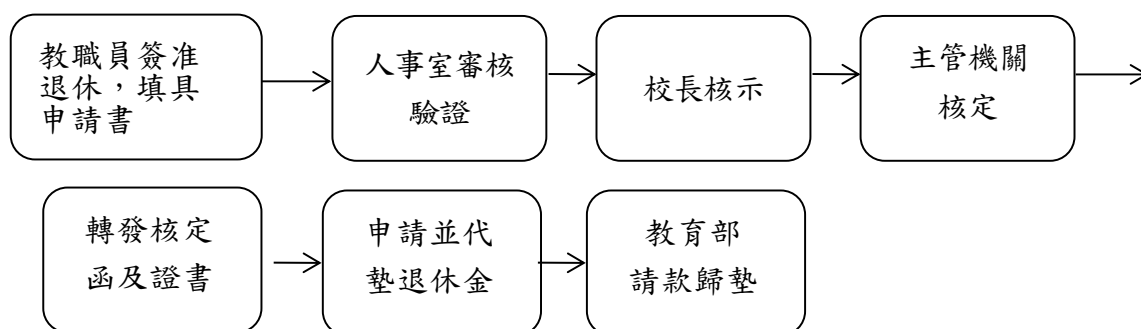 教職員簽准
退休，填具
申請書
人事室審核
驗證
校長核示
主管機關
核定
轉發核定
函及證書
申請並代
墊退休金
教育部
請款歸墊